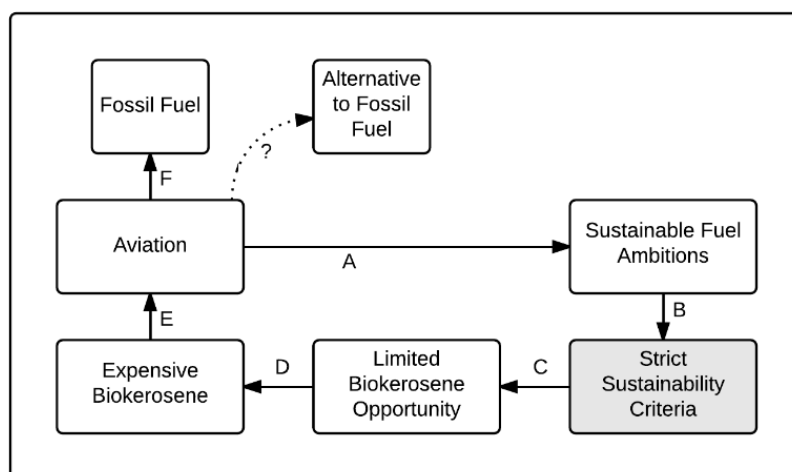 Fossil Fuel
Alternative
to Fossil
Fuel
?
F
Aviation
A
Sustainable Fuel
Ambitions
E
B
Expensive
Biokerosene
D
Limited
Biokerosene
Opportunity
C
Strict
Sustainability
Criteria